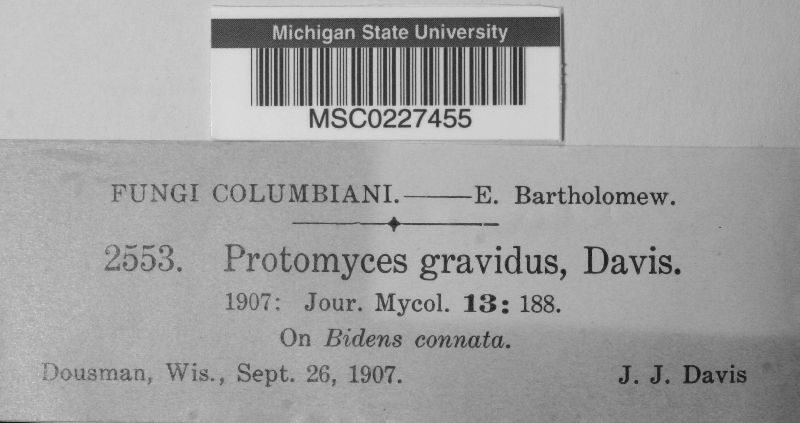 Michigan State University
MSC0227455
FUNGI COLUMBIANI.——E. Bartholomew.
2553. Protomyces gravidus, Davis.
1907: Jour. Mycol. 13: 188.
On Bidens connata.
Dousman, Wis., Sept. 26, 1907. J. J. Davis